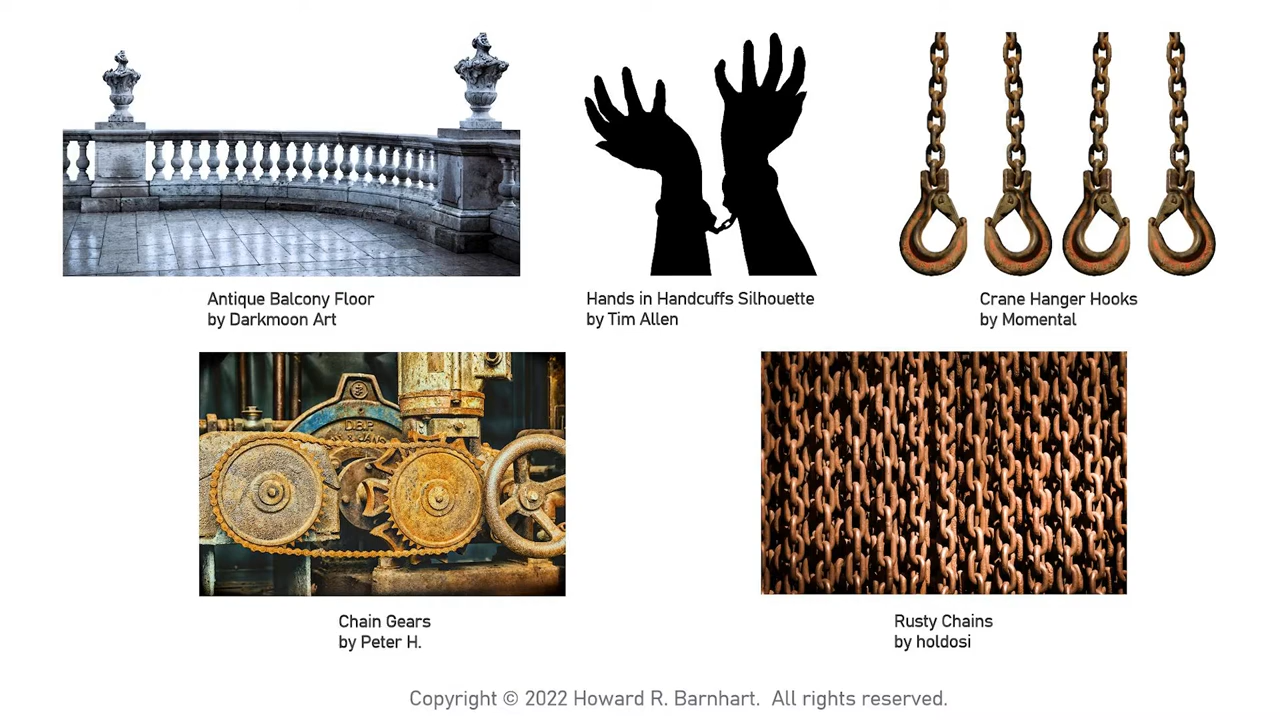 Antique Balcony Floor
by Darkmoon Art
Hands in Handcuffs Silhouette
by Tim Allen
Crane Hanger Hooks
by Momental
D.B.P.
Chain Gears
by Peter H.
Rusty Chains
by holdosi
Copyright © 2022 Howard R. Barnhart.  All rights reserved.